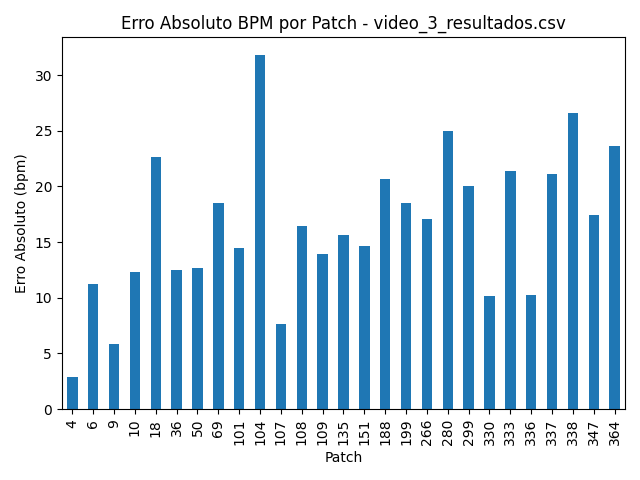 Erro Absoluto BPM por Patch - video_3_resultados.csv
Erro Absoluto (bpm)
30
25
20
15
10
5
0
4 6 9 10 18 36 50 69 101 104 107 108 109 135 151 188 199 266 280 299 330 333 336 337 338 347 364
Patch